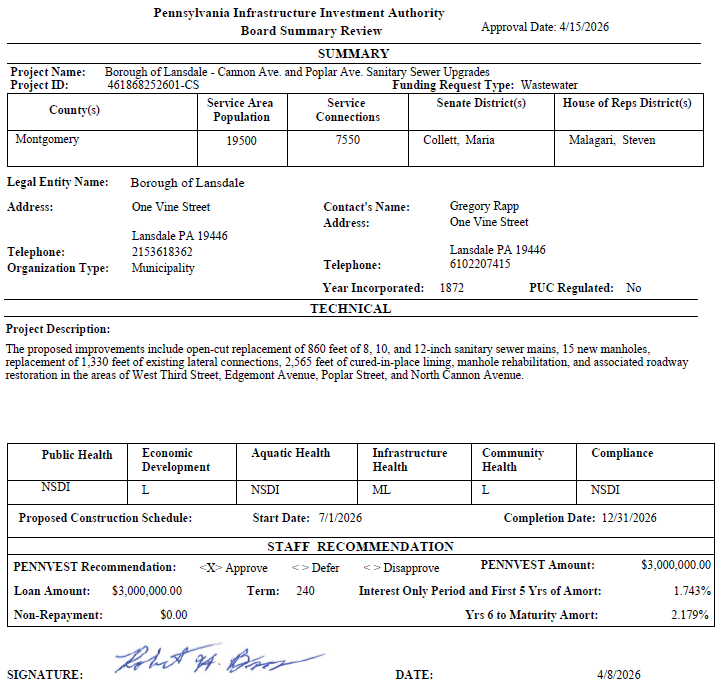 Pennsylvania Infrastructure Investment Authority
Board Summary Review
Approval Date: 4/15/2026
SUMMARY
Project Name: Borough of Lansdale - Cannon Ave. and Poplar Ave. Sanitary Sewer Upgrades
Project ID: 461868252601-CS Funding Request Type: Wastewater
County(s) Service Area Population Service Connections Senate District(s) House of Reps District(s)
Montgomery 19500 7550 Collett, Maria Malagari, Steven
Legal Entity Name: Borough of Lansdale
Address: One Vine Street
Lansdale PA 19446
Telephone: 2153618362
Organization Type: Municipality
Contact's Name: Gregory Rapp
Address: One Vine Street
Lansdale PA 19446
Telephone: 6102207415
Year Incorporated: 1872 PUC Regulated: No
TECHNICAL
Project Description:
The proposed improvements include open-cut replacement of 860 feet of 8, 10, and 12-inch sanitary sewer mains, 15 new manholes,
replacement of 1,330 feet of existing lateral connections, 2,565 feet of cured-in-place lining, manhole rehabilitation, and associated roadway
restoration in the areas of West Third Street, Edgemont Avenue, Poplar Street, and North Cannon Avenue.
Public Health Economic Development Aquatic Health Infrastructure Health Community Health Compliance
NSDI L NSDI ML L NSDI
Proposed Construction Schedule: Start Date: 7/1/2026 Completion Date: 12/31/2026
STAFF RECOMMENDATION
PENNVEST Recommendation: <X> Approve < > Defer < > Disapprove PENNVEST Amount: $3,000,000.00
Loan Amount: $3,000,000.00 Term: 240 Interest Only Period and First 5 Yrs of Amort: 1.743%
Non-Repayment: $0.00 Yrs 6 to Maturity Amort: 2.179%
SIGNATURE: DATE: 4/8/2026